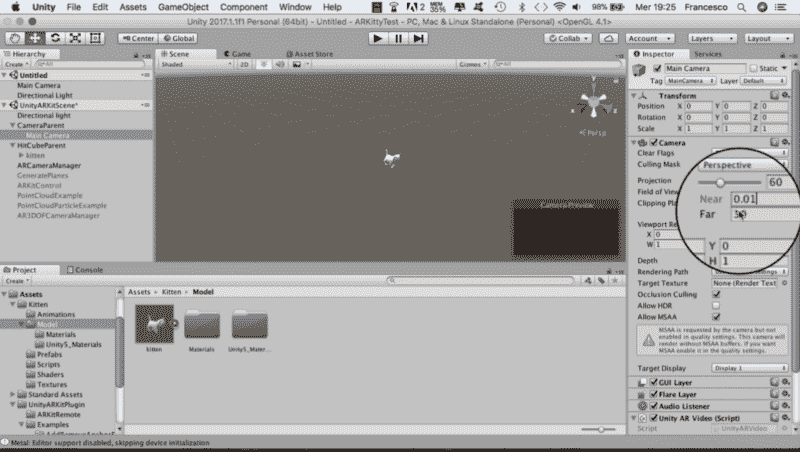 Unity File Edit Assets GameObject Component Window Help
2 35% 98% Mer 19:25 Francesco
Unity 2017.1.1f1 Personal (64bit) - Untitled - ARKittyTest - PC, Mac & Linux Standalone (Personal) <OpenGL 4.1>
Center Global Collab Account Layers Layout
Hierarchy Scene Game Asset Store Inspector Services
Create All Shaded 2D Gizmos All Main Camera Static
Untitled Tag MainCamera Layer Default
Main Camera Transform
Directional Light Position X 0 Y 0 Z 0
UnityARKitScene* Rotation X 0 Y 0 Z 0
Directional light Scale X 1 Y 1 Z 1
CameraParent Camera
Main Camera Clear Flags
HitCubeParent Culling Mask
kitten Perspective
ARCameraManager Projection 60
GeneratePlanes Field of View
ARKitControl Clipping Pla Near 0.01
PointCloudExample Far
PointCloudParticleExample Viewport Re
AR3DOFCameraManager X 0 Y 0
W 1 H 1
y
Persp
Camera Preview
Depth
Rendering Path
Target Texture None (Render Text
Occlusion Culling
Allow HDR
Allow MSAA
MSAA is requested by the camera but not
enabled in quality settings. This camera will
render without MSAA buffers. If you want
MSAA enable it in the quality settings.
Target Display Display 1
GUI Layer
Flare Layer
Audio Listener
Unity AR Video (Script)
Script UnityARVideo
Project Console
Create
Assets Assets Kitten Model
Kitten
Animations
Model
Materials
Unity5_Materials
Prefabs
Scripts
Shaders
Textures
Standard Assets
UnityARKitPlugin
ARKitRemote
Examples
kitten Materials Unity5_Mater...
Metal: Editor support disabled, skipping device initialization